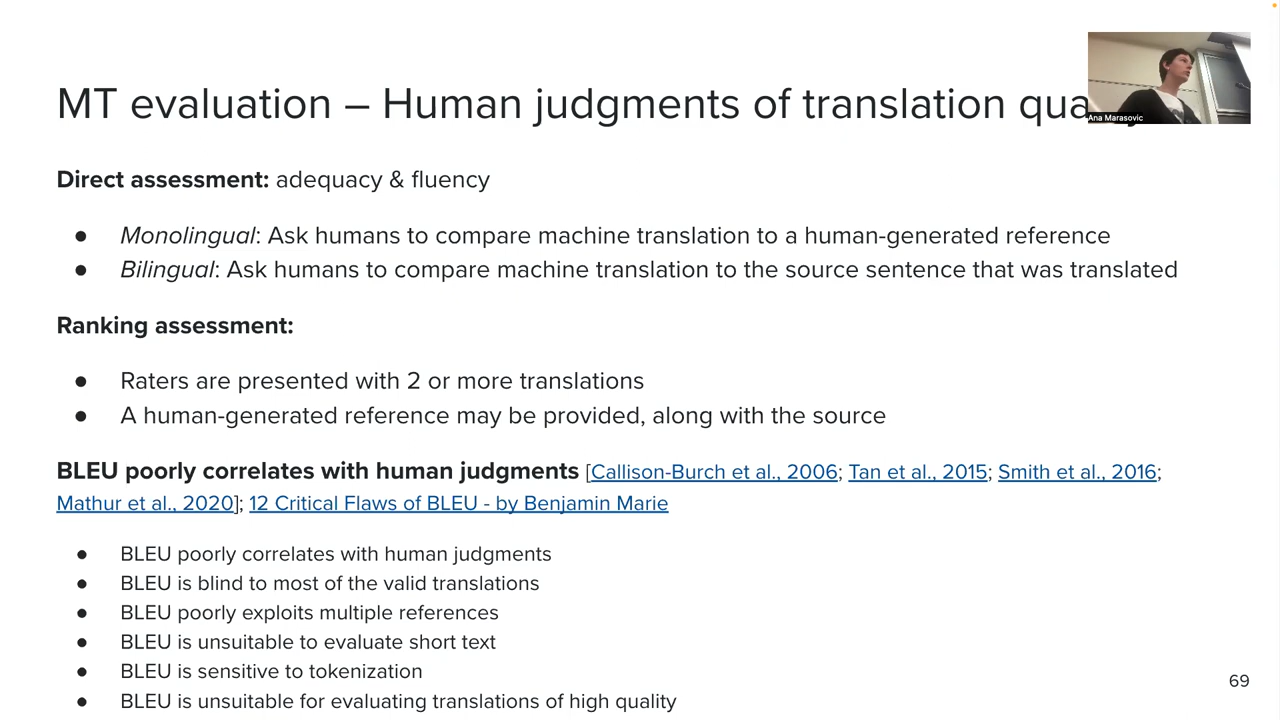 MT evaluation – Human judgments of translation
Ana Marasovic
Direct assessment: adequacy & fluency
● Monolingual: Ask humans to compare machine translation to a human-generated reference
● Bilingual: Ask humans to compare machine translation to the source sentence that was translated
Ranking assessment:
● Raters are presented with 2 or more translations
● A human-generated reference may be provided, along with the source
BLEU poorly correlates with human judgments [Callison-Burch et al., 2006; Tan et al., 2015; Smith et al., 2016;
Mathur et al., 2020]; 12 Critical Flaws of BLEU - by Benjamin Marie
● BLEU poorly correlates with human judgments
● BLEU is blind to most of the valid translations
● BLEU poorly exploits multiple references
● BLEU is unsuitable to evaluate short text
● BLEU is sensitive to tokenization
● BLEU is unsuitable for evaluating translations of high quality
69